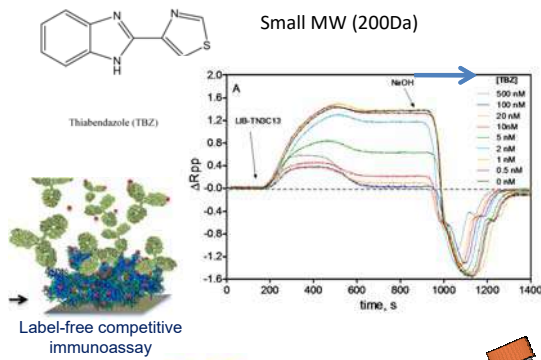 Small MW (200Da)
N
N
S
NH
Thiabendazole (TBZ)
A
LIB-TN3C13
NaOH
[TBZ]
500 nM
100 nM
20 nM
10nM
5 nM
2 nM
1 nM
0.5 nM
0 nM
ΔRpp
2.0
1.6
1.2
0.8
0.4
-0.0
-0.4
-0.8
-1.2
-1.6
0 200 400 600 800 1000 1200 1400
time, s
Label-free competitive
immunoassay